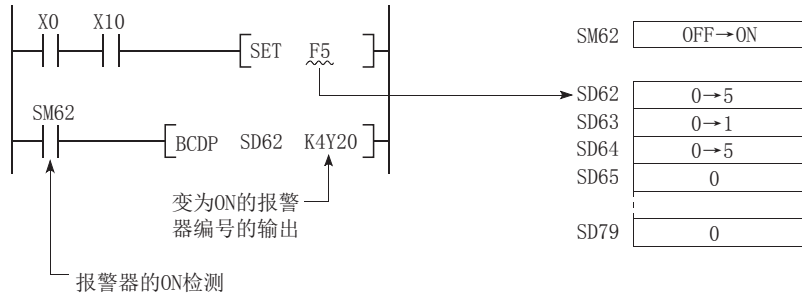 X0 X10
SET F5
SM62
BCDP SD62 K4Y20
变为ON的报警
器编号的输出
报警器的ON检测
SM62 OFF→ON
SD62 0→5
SD63 0→1
SD64 0→5
SD65 0
SD79 0